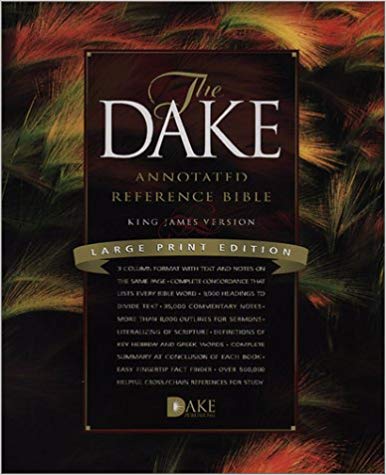 The
DAKE
ANNOTATED
REFERENCE BIBLE
KING JAMES VERSION
LARGE PRINT EDITION
3 COLUMN FORMAT WITH TEXT AND NOTES ON
THE SAME PAGE • COMPLETE CONCORDANCE THAT
LISTS EVERY BIBLE WORD • 9,000 HEADINGS TO
DIVIDE TEXT • 35,000 COMMENTARY NOTES •
MORE THAN 8,000 OUTLINES FOR SERMONS •
LITERALIZING OF SCRIPTURE • DEFINITIONS OF
KEY HEBREW AND GREEK WORDS • COMPLETE
SUMMARY AT CONCLUSION OF EACH BOOK •
EASY FINGERTIP FACT FINDER • OVER 500,000
HELPFUL CROSS/CHAIN REFERENCES FOR STUDY
DAKE
PUBLISHING